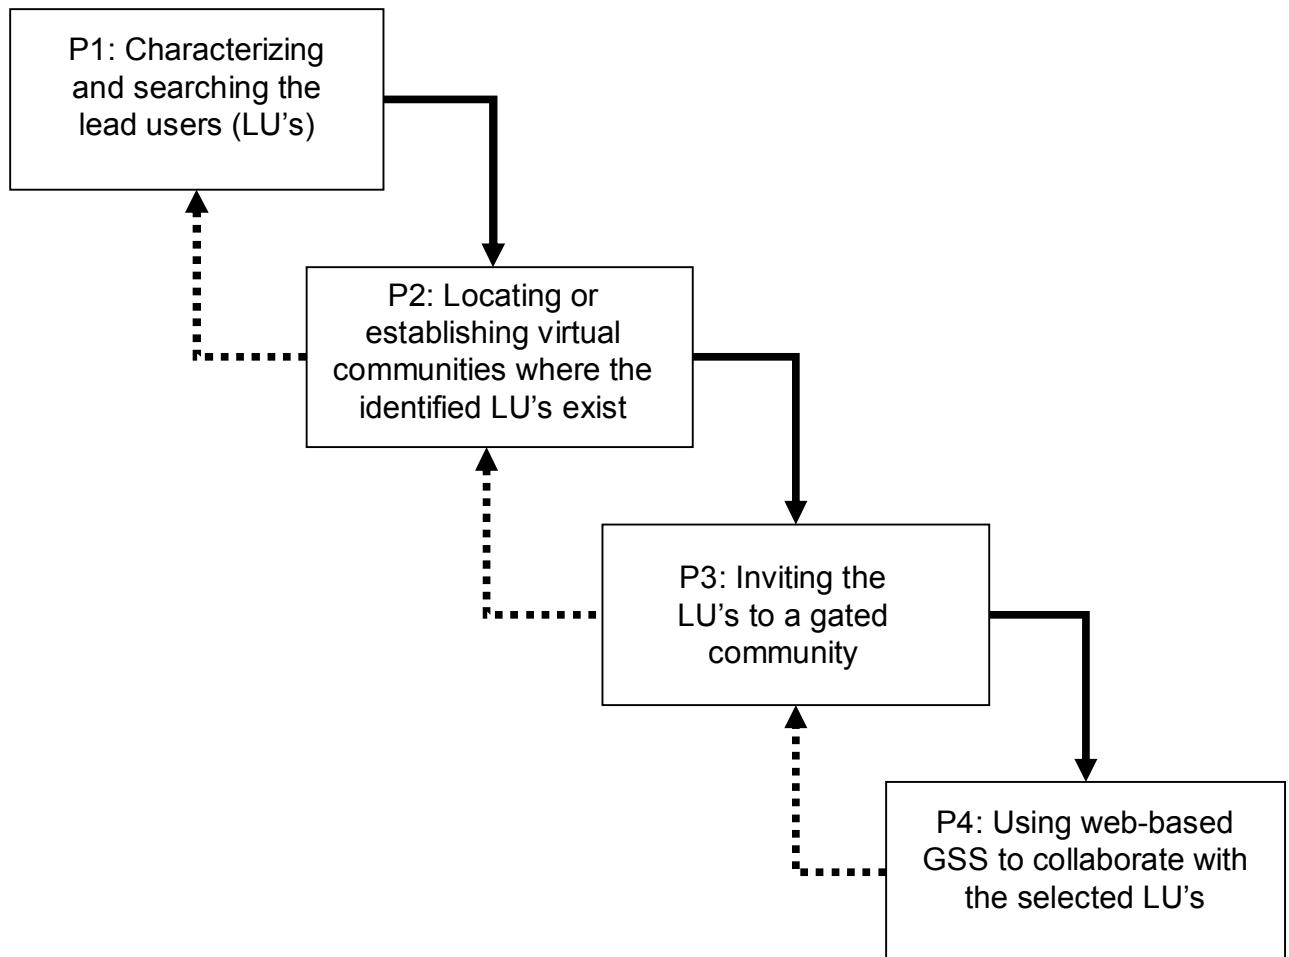 P1: Characterizing
and searching the
lead users (LU’s)
P2: Locating or
establishing virtual
communities where the
identified LU’s exist
P3: Inviting the
LU’s to a gated
community
P4: Using web-based
GSS to collaborate with
the selected LU’s